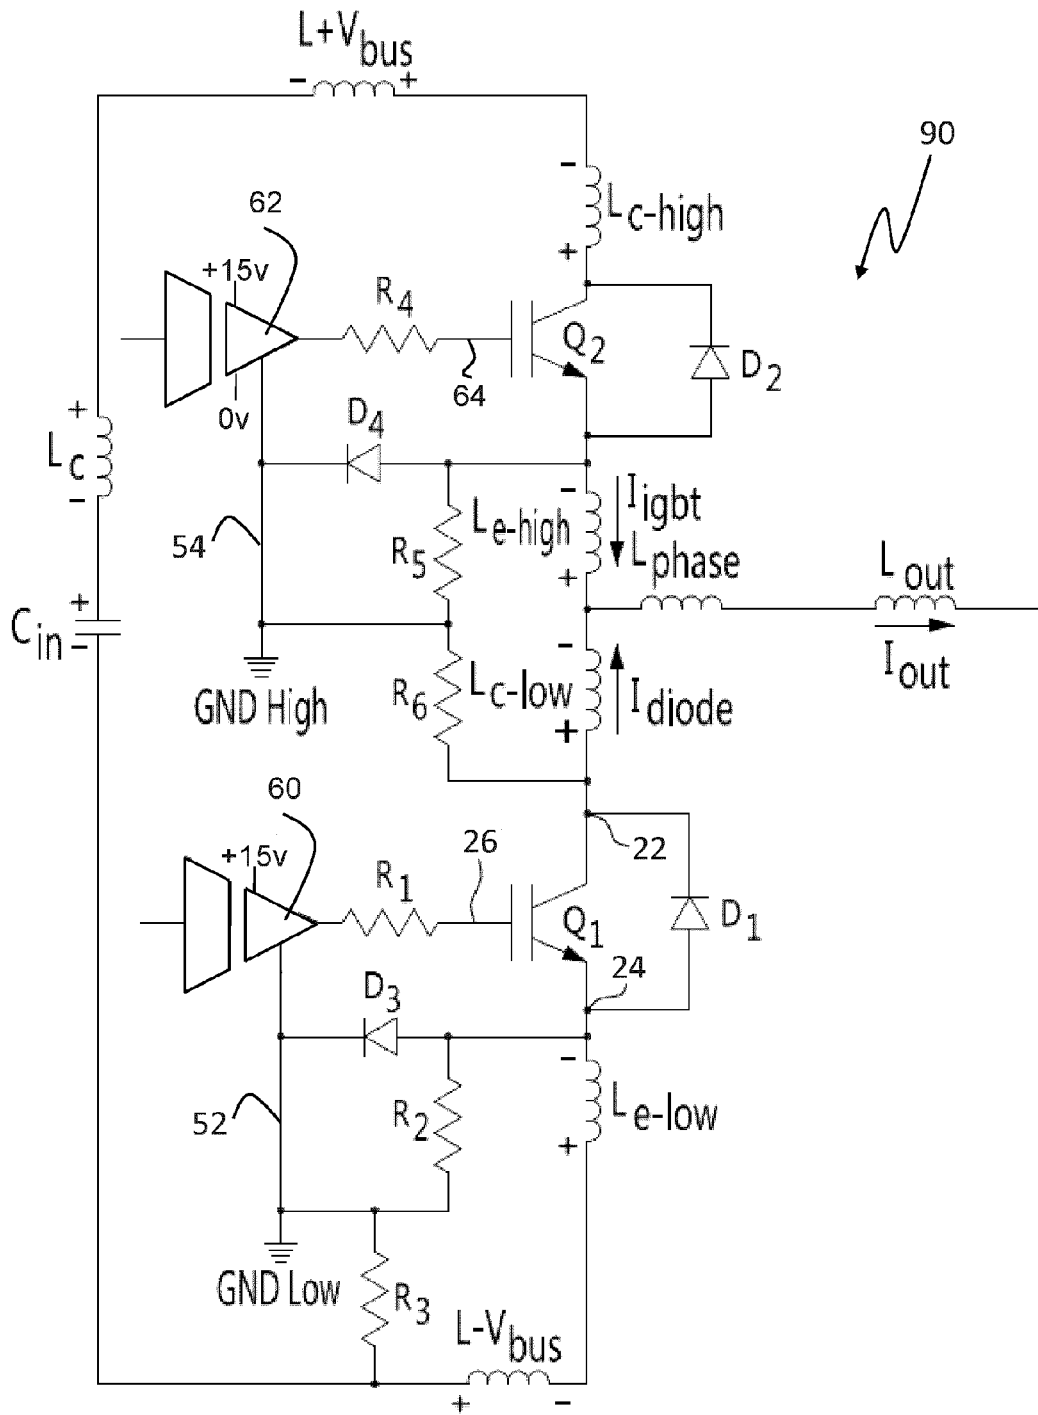 L+Vbus
- +
90
-
Lc-high
+
62
+15v
R4
Q2
D2
64
0v
D4
+
Lc
-
-
Iigbt
Le-high
54
R5
Lphase
+
Lout
+
Cin
-
-
Iout
GND High
R6
Lc-low
Idiode
+
60
+15v
22
26
R1
Q1
D1
24
D3
-
Le-low
52
R2
+
GND Low
R3
L-Vbus
+ -